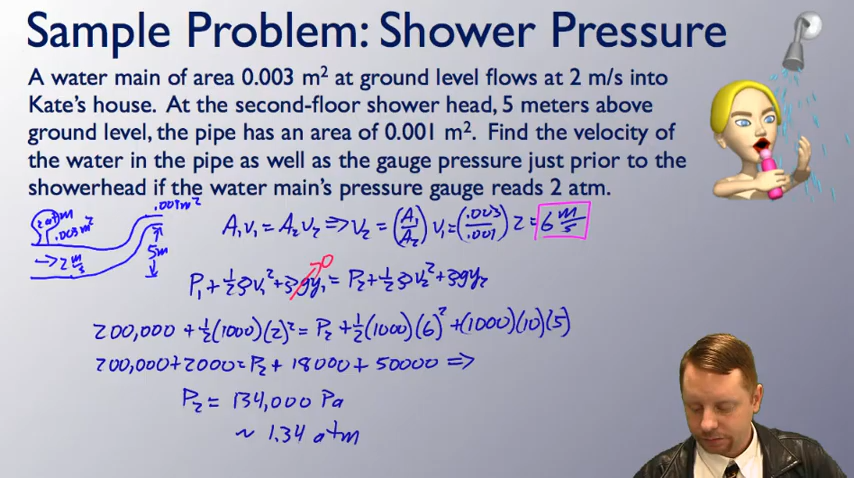 Sample Problem: Shower Pressure
A water main of area 0.003 m² at ground level flows at 2 m/s into
Kate's house. At the second-floor shower head, 5 meters above
ground level, the pipe has an area of 0.001 m². Find the velocity of
the water in the pipe as well as the gauge pressure just prior to the
showerhead if the water main's pressure gauge reads 2 atm.
2 atm
.003 m²
→ 2 m/s
.001 m²
5m
A₁v₁ = A₂v₂ ⇒ v₂ = (A₁/A₂) v₁ = (.003/.001) 2 = 6 m/s
P₁ + ½ρv₁² + ρgy₁ = P₂ + ½ρv₂² + ρgy₂
0
200,000 + ½(1000)(2)² = P₂ + ½(1000)(6)² + (1000)(10)(5)
200,000 + 2000 = P₂ + 18000 + 50000 ⇒
P₂ = 134,000 Pa
~ 1.34 atm